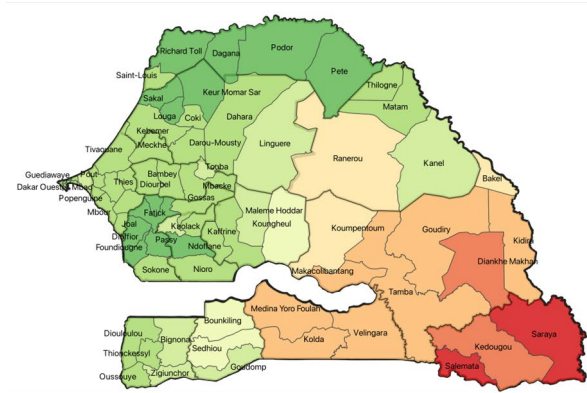 Podor
Richard Toll
Dagana
Pete
Saint-Louis
Thilogne
Keur Momar Sar
Sakal
Matam
Louga
Coki
Dahara
Kebemer
Meckhe
Darou-Mousty
Linguere
Tivaouane
Ranerou
Kanel
Touba
Guediawaye
Pout
Bambey
Bakel
Thies
Diourbel
Mbacke
Dakar Ouest
Mbao
Popenguine
Gossas
Mbour
Fatick
Maleme Hoddar
Joal
Kaolack
Koungheul
Koumpentoum
Goudiry
Dioffior
Passy
Kaffrine
Kidira
Foundiougne
Ndoffane
Diankhe Makhan
Sokone
Nioro
Makacolibantang
Tamba
Medina Yoro Foulah
Bounkiling
Saraya
Diouloulou
Velingara
Bignona
Kolda
Kedougou
Sedhiou
Thionckessyl
Goudomp
Salemata
Oussouye
Zigiunchor